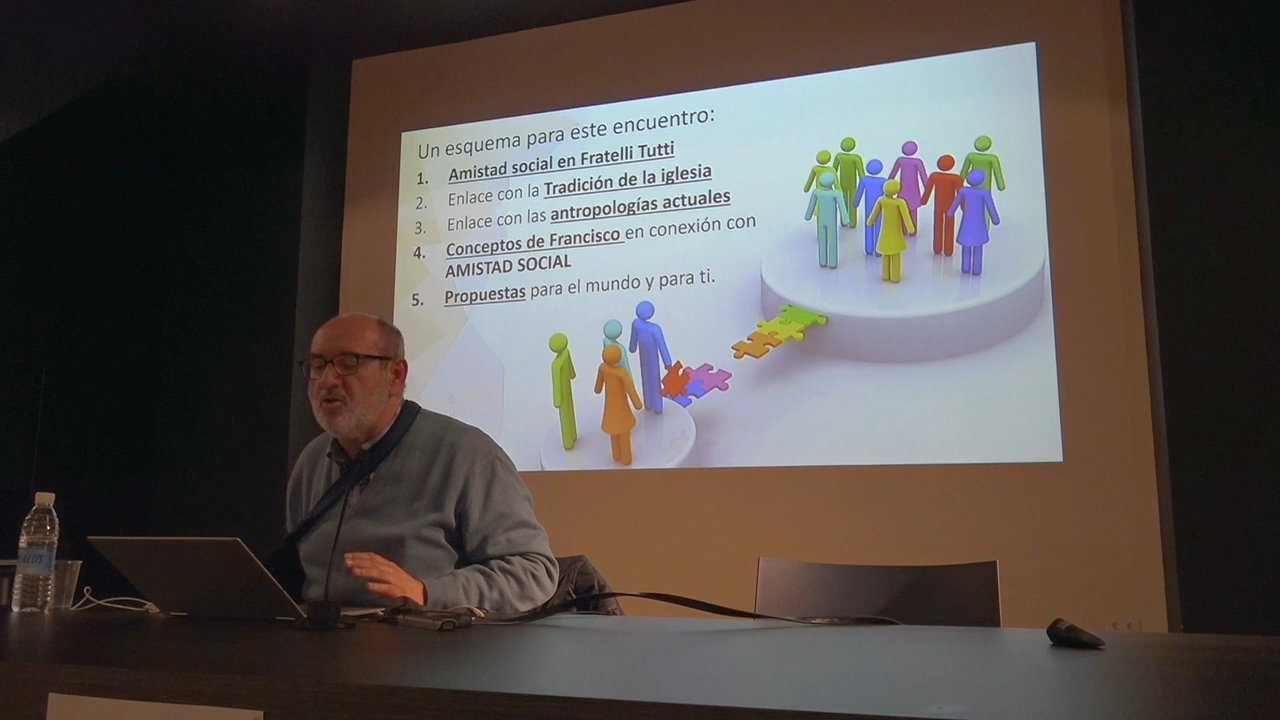 Un esquema para este encuentro:
1. Amistad social en Fratelli Tutti
2. Enlace con la Tradición de la iglesia
3. Enlace con las antropologías actuales
4. Conceptos de Francisco en conexión con
AMISTAD SOCIAL
5. Propuestas para el mundo y para ti.